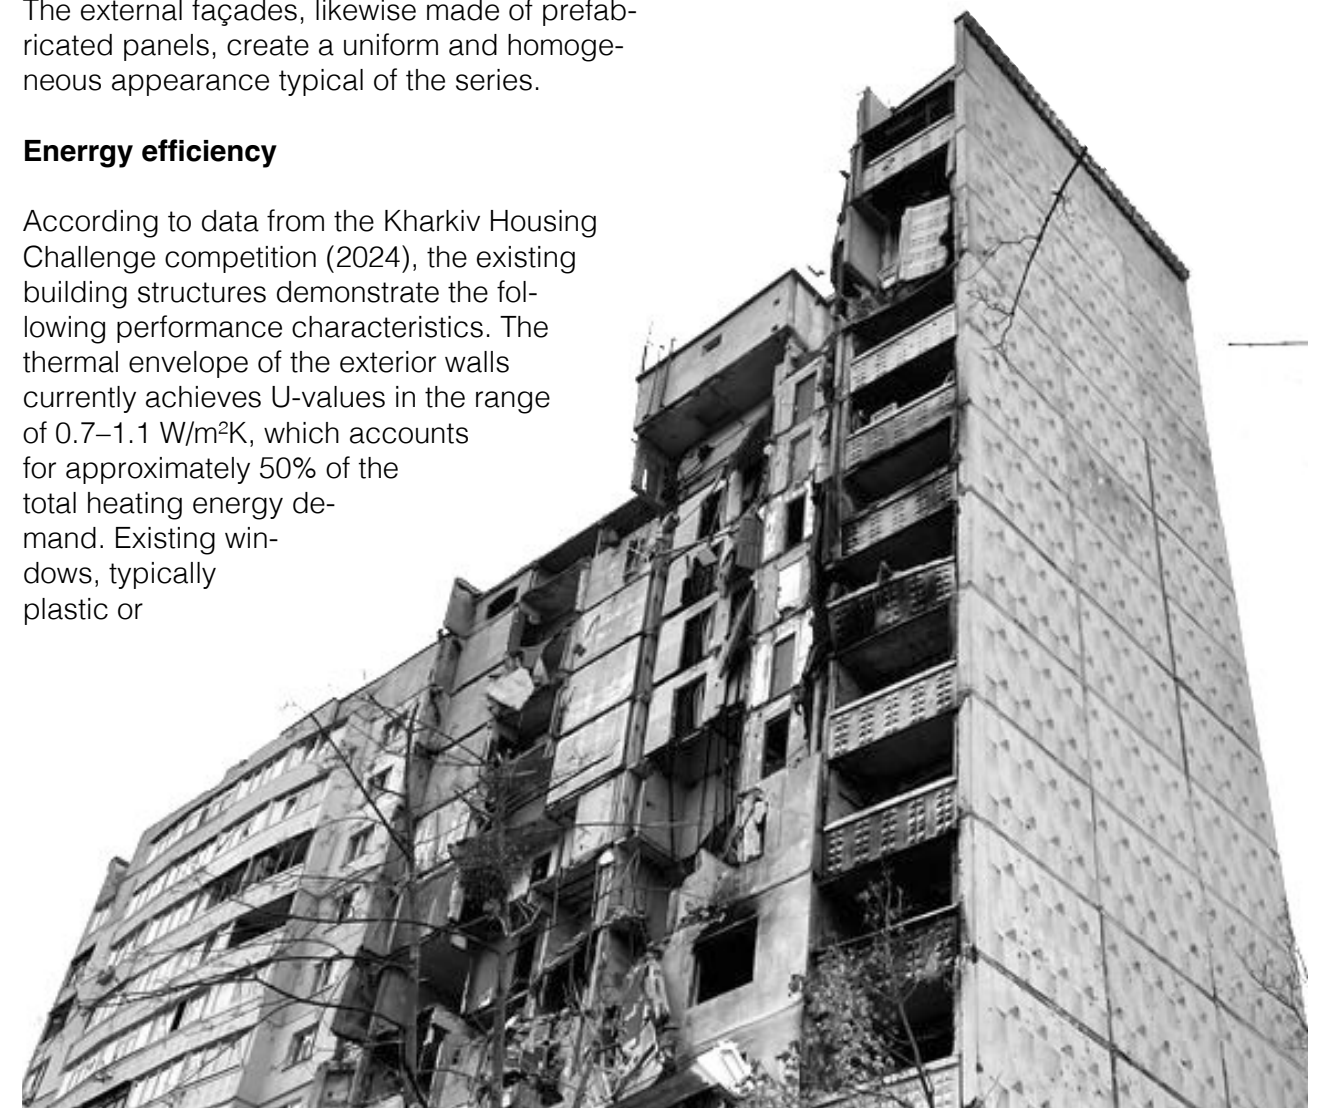 The external façades, likewise made of prefab-
ricated panels, create a uniform and homoge-
neous appearance typical of the series.
Enerrgy efficiency
According to data from the Kharkiv Housing
Challenge competition (2024), the existing
building structures demonstrate the fol-
lowing performance characteristics. The
thermal envelope of the exterior walls
currently achieves U-values in the range
of 0.7–1.1 W/m²K, which accounts
for approximately 50% of the
total heating energy de-
mand. Existing win-
dows, typically
plastic or